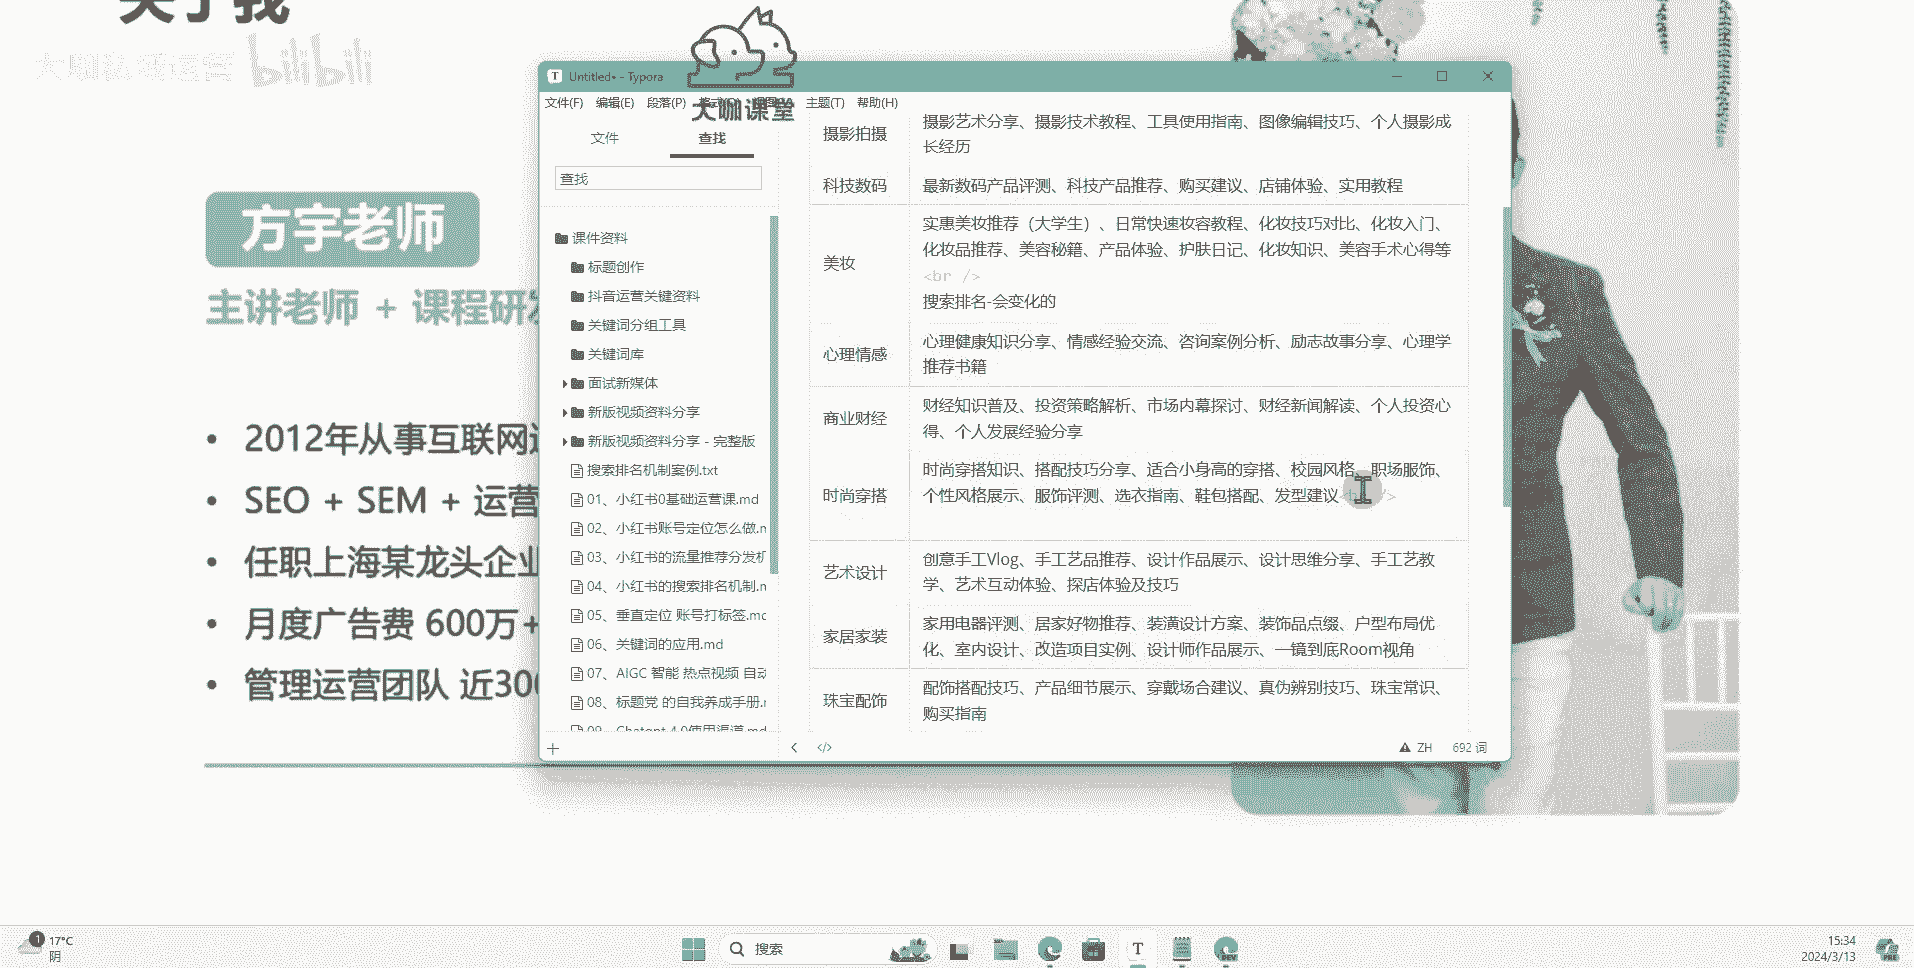 关于我
bilibili
大咖课堂
方宇老师
主讲老师 + 课程研发
2012年从事互联网
SEO + SEM + 运营
任职上海某龙头企业
月度广告费 600万+
管理运营团队 近300
Untitled• - Typora
文件(F) 编辑(E) 段落(P) 主题(T) 帮助(H)
文件 查找
查找
课件资料
标题创作
抖音运营关键资料
关键词分组工具
关键词库
面试新媒体
新版视频资料分享
新版视频资料分享 - 完整版
搜索排名机制案例.txt
01、小红书0基础运营课.md
02、小红书账号定位怎么做.m
03、小红书的流量推荐分发机
04、小红书的搜索排名机制.m
05、垂直定位 账号打标签.md
06、关键词的应用.md
07、AIGC 智能 热点视频 自动
08、标题党 的自我养成手册.m
09、Chatgpt 4.0使用渠道.md
摄影拍摄
摄影艺术分享、摄影技术教程、工具使用指南、图像编辑技巧、个人摄影成
长经历
科技数码
最新数码产品评测、科技产品推荐、购买建议、店铺体验、实用教程
美妆
实惠美妆推荐（大学生）、日常快速妆容教程、化妆技巧对比、化妆入门、
化妆品推荐、美容秘籍、产品体验、护肤日记、化妆知识、美容手术心得等
<br />
搜索排名-会变化的
心理情感
心理健康知识分享、情感经验交流、咨询案例分析、励志故事分享、心理学
推荐书籍
商业财经
财经知识普及、投资策略解析、市场内幕探讨、财经新闻解读、个人投资心
得、个人发展经验分享
时尚穿搭
时尚穿搭知识、搭配技巧分享、适合小身高的穿搭、校园风格、职场服饰、
个性风格展示、服饰评测、选衣指南、鞋包搭配、发型建议
艺术设计
创意手工Vlog、手工艺品推荐、设计作品展示、设计思维分享、手工艺教
学、艺术互动体验、探店体验及技巧
家居家装
家用电器评测、居家好物推荐、装潢设计方案、装饰品点缀、户型布局优
化、室内设计、改造项目实例、设计师作品展示、一镜到底Room视角
珠宝配饰
配饰搭配技巧、产品细节展示、穿戴场合建议、真伪辨别技巧、珠宝常识、
购买指南
ZH 692 词
1
17°C
阴
搜索
DEV
15:34
2024/3/13
PRE